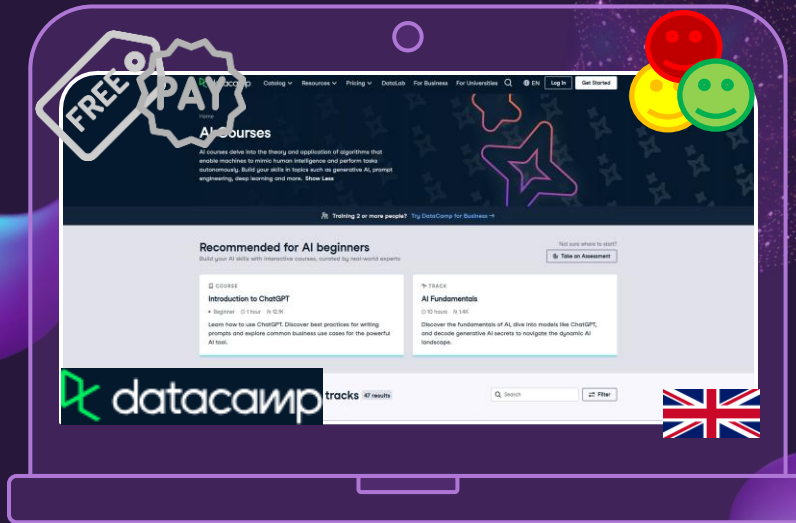 FREE
PAY
datacamp Catalog Resources Pricing DataLab For Business For Universities EN Log In Get Started
Home
AI Courses
AI courses delve into the theory and application of algorithms that
enable machines to mimic human intelligence and perform tasks
autonomously. Build your skills in topics such as generative AI, prompt
engineering, deep learning and more. Show Less
Training 2 or more people? Try DataCamp for Business →
Recommended for AI beginners
Build your AI skills with interactive courses, curated by real-world experts
Not sure where to start?
Take an Assessment
COURSE
Introduction to ChatGPT
Beginner 1 hour 12.1K
Learn how to use ChatGPT. Discover best practices for writing
prompts and explore common business use cases for the powerful
AI tool.
TRACK
AI Fundamentals
10 hours 1.4K
Discover the fundamentals of AI, dive into models like ChatGPT,
and decode generative AI secrets to navigate the dynamic AI
landscape.
datacamp
tracks 47 results
Search
Filter